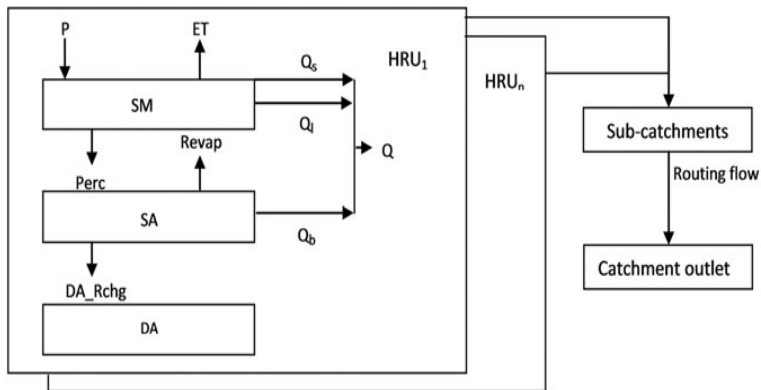 P
ET
Qs
HRU1
SM
Ql
HRUn
Sub-catchments
Revap
Q
Routing flow
Perc
SA
Qb
Catchment outlet
DA_Rchg
DA